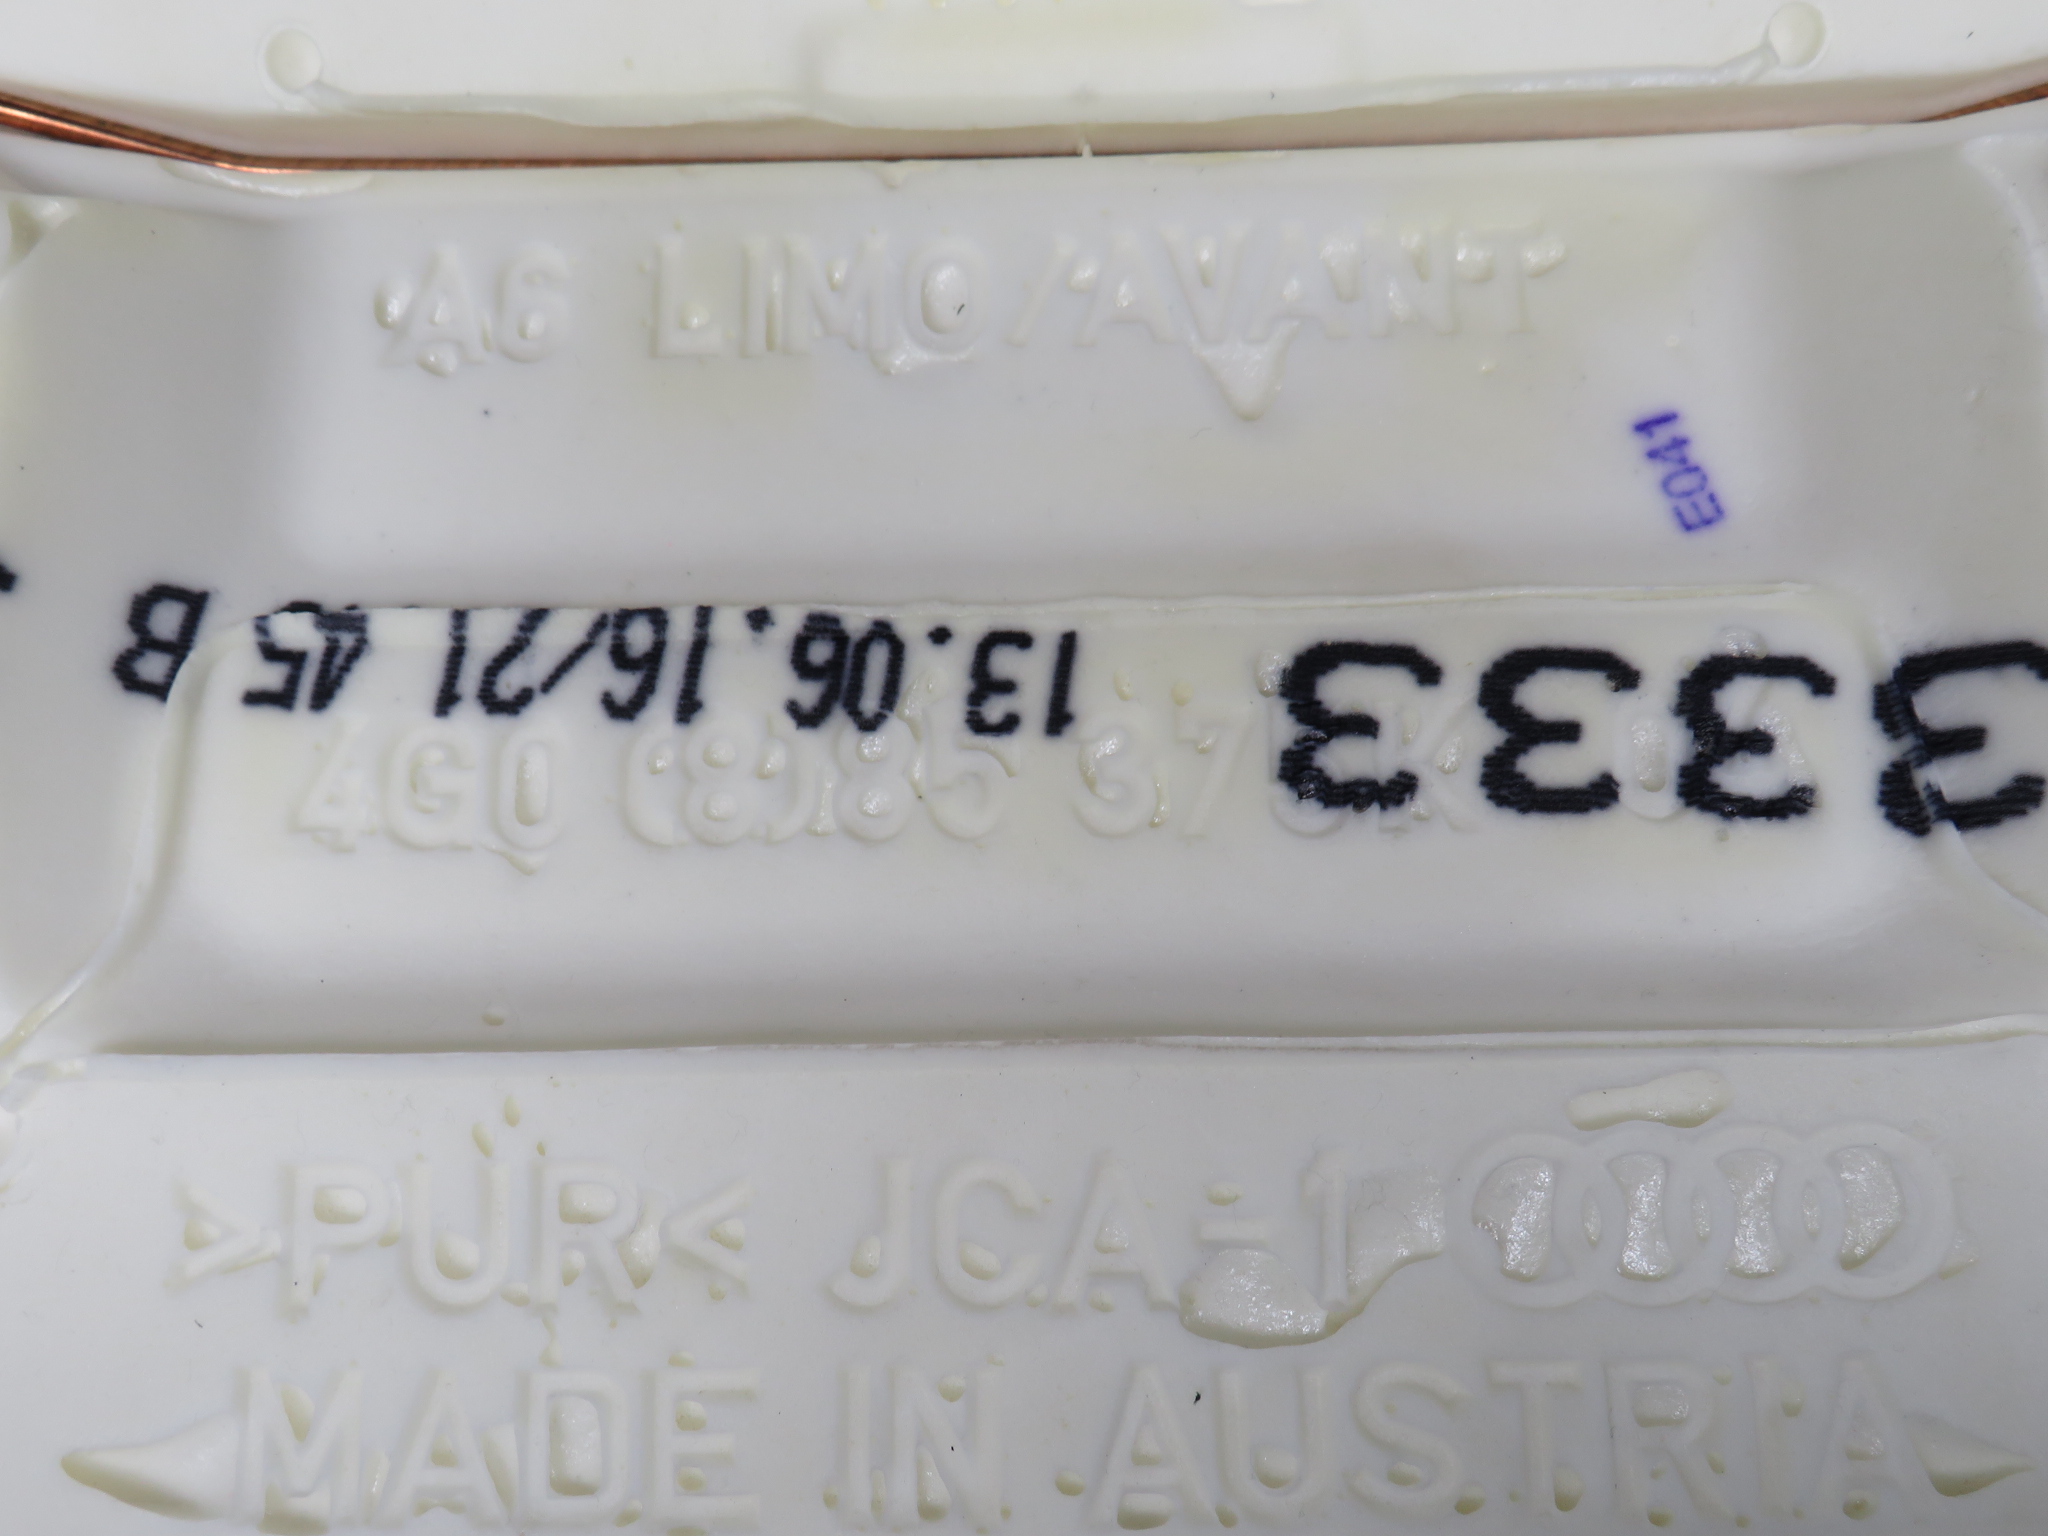 A6 LIMO/AVANT
E041
3333 13.06.16/21 45 B
4G0 (8)85 375K
>PUR< JCA-1
MADE IN AUSTRIA